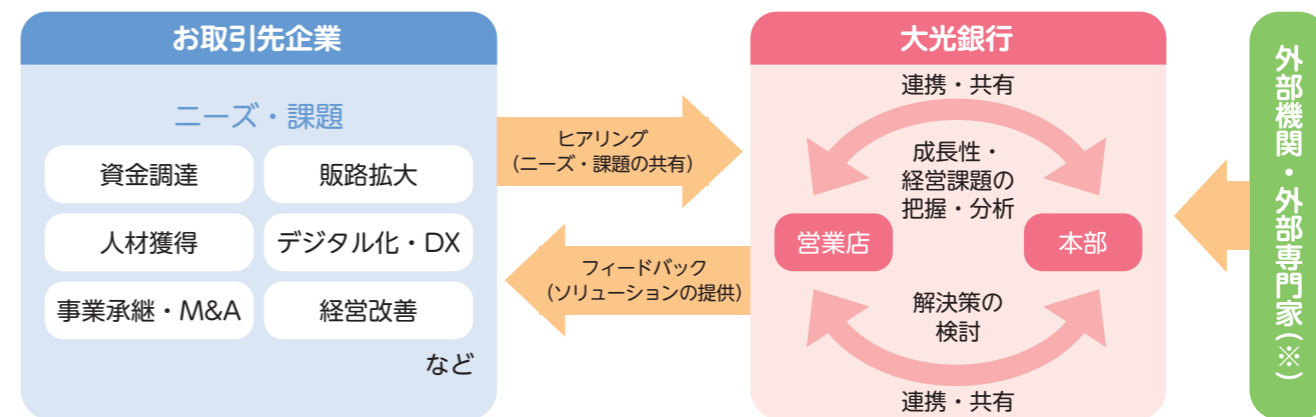 お取引先企業
ニーズ・課題
資金調達
販路拡大
人材獲得
デジタル化・DX
事業承継・M&A
経営改善
など
ヒアリング
(ニーズ・課題の共有)
フィードバック
(ソリューションの提供)
大光銀行
連携・共有
成長性・
経営課題の
把握・分析
営業店
本部
解決策の
検討
連携・共有
外部機関・外部専門家(※)